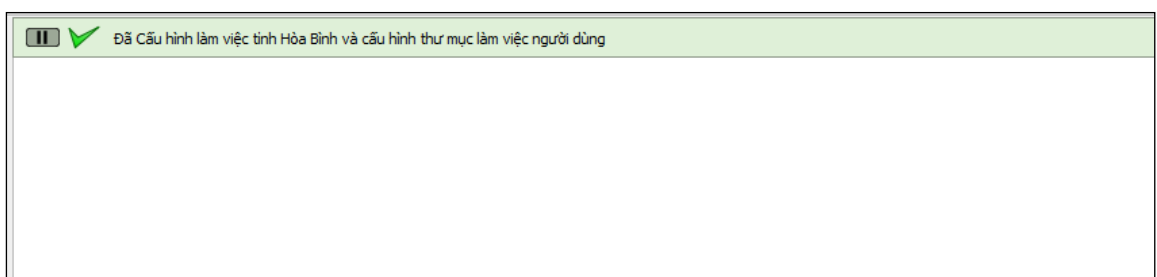 Đã Cấu hình làm việc tỉnh Hòa Bình và cấu hình thư mục làm việc người dùng